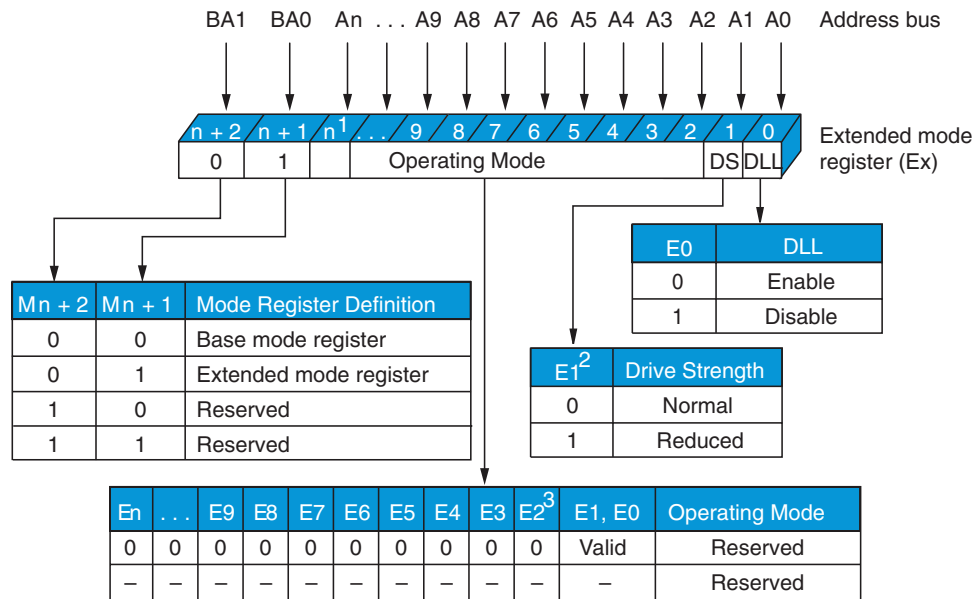 BA1 BA0 An . . . A9 A8 A7 A6 A5 A4 A3 A2 A1 A0 Address bus
n + 2 n + 1 n1 . . . 9 8 7 6 5 4 3 2 1 0
0 1 Operating Mode DS DLL
Extended mode
register (Ex)
E0 DLL
0 Enable
1 Disable
Mn + 2 Mn + 1 Mode Register Definition
0 0 Base mode register
0 1 Extended mode register
1 0 Reserved
1 1 Reserved
E12 Drive Strength
0 Normal
1 Reduced
En . . . E9 E8 E7 E6 E5 E4 E3 E23 E1, E0 Operating Mode
0 0 0 0 0 0 0 0 0 0 Valid Reserved
– – – – – – – – – – – Reserved